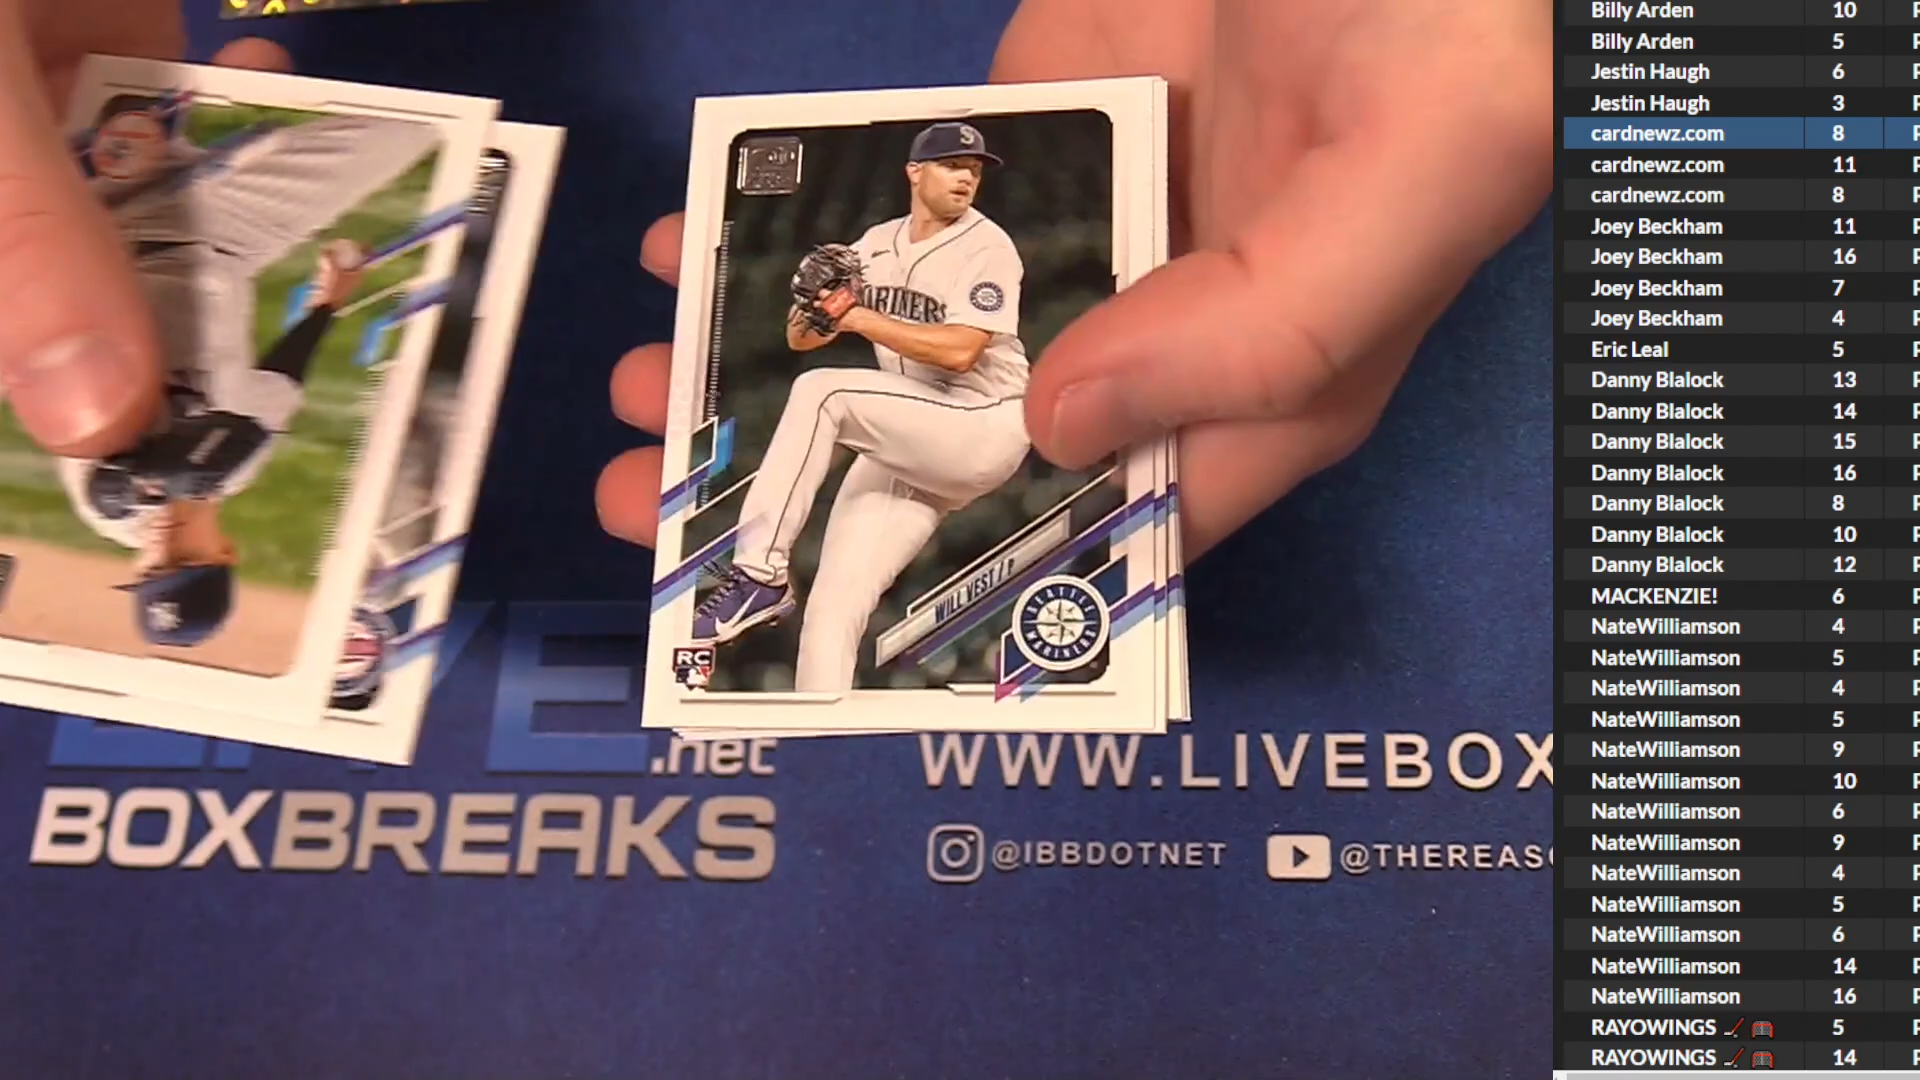 S
MARINERS
WILL VEST / P
SEATTLE
MARINERS
RC
LIVE
.net
BOXBREAKS
WWW.LIVEBOX
@IBBDOTNET
@THEREAS
Billy Arden 10 P
Billy Arden 5 P
Jestin Haugh 6 P
Jestin Haugh 3 P
cardnewz.com 8 P
cardnewz.com 11 P
cardnewz.com 8 P
Joey Beckham 11 P
Joey Beckham 16 P
Joey Beckham 7 P
Joey Beckham 4 P
Eric Leal 5 P
Danny Blalock 13 P
Danny Blalock 14 P
Danny Blalock 15 P
Danny Blalock 16 P
Danny Blalock 8 P
Danny Blalock 10 P
Danny Blalock 12 P
MACKENZIE! 6 P
NateWilliamson 4 P
NateWilliamson 5 P
NateWilliamson 4 P
NateWilliamson 5 P
NateWilliamson 9 P
NateWilliamson 10 P
NateWilliamson 6 P
NateWilliamson 9 P
NateWilliamson 4 P
NateWilliamson 5 P
NateWilliamson 6 P
NateWilliamson 14 P
NateWilliamson 16 P
RAYOWINGS 5 P
RAYOWINGS 14 P